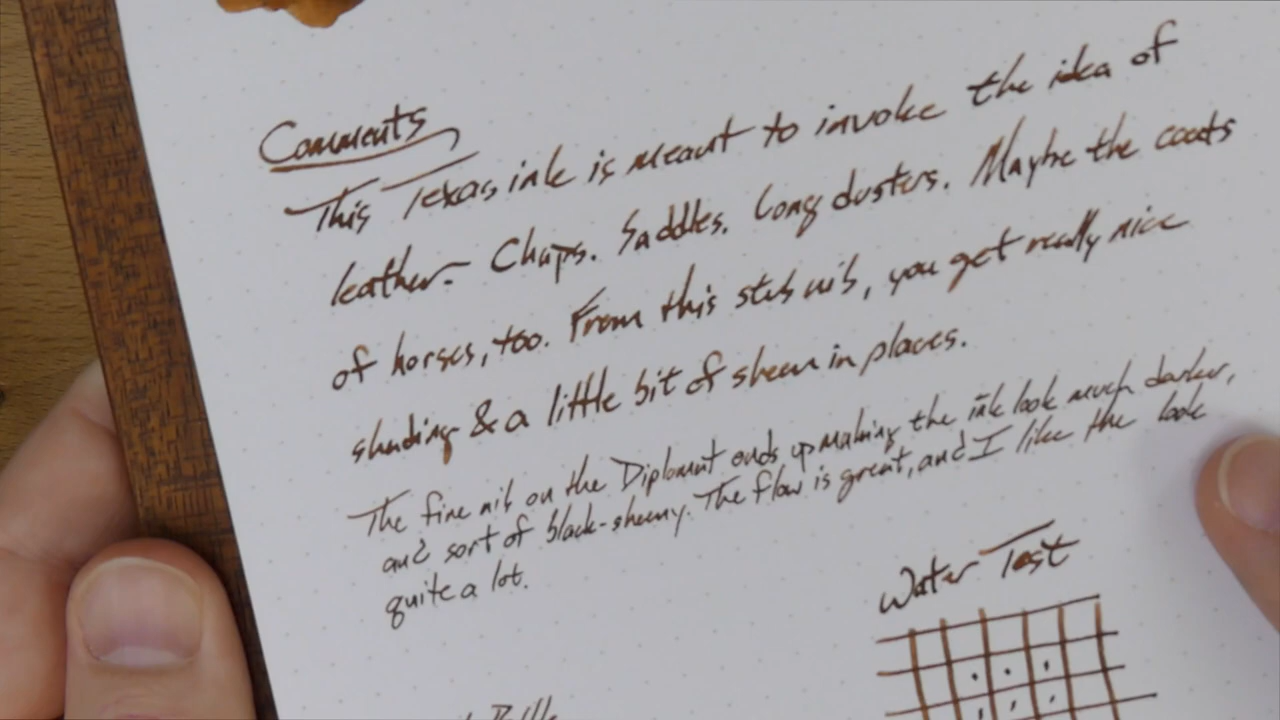 Comments
This Texas ink is meant to invoke the idea of
leather. Chaps. Saddles. Long dusters. Maybe the coats
of horses, too. From this stub nib, you get really nice
shading & a little bit of sheen in places.
The fine nib on the Diplomat ends up making the ink look much darker,
and sort of black-sheeny. The flow is great, and I like the look
quite a lot.
Water Test